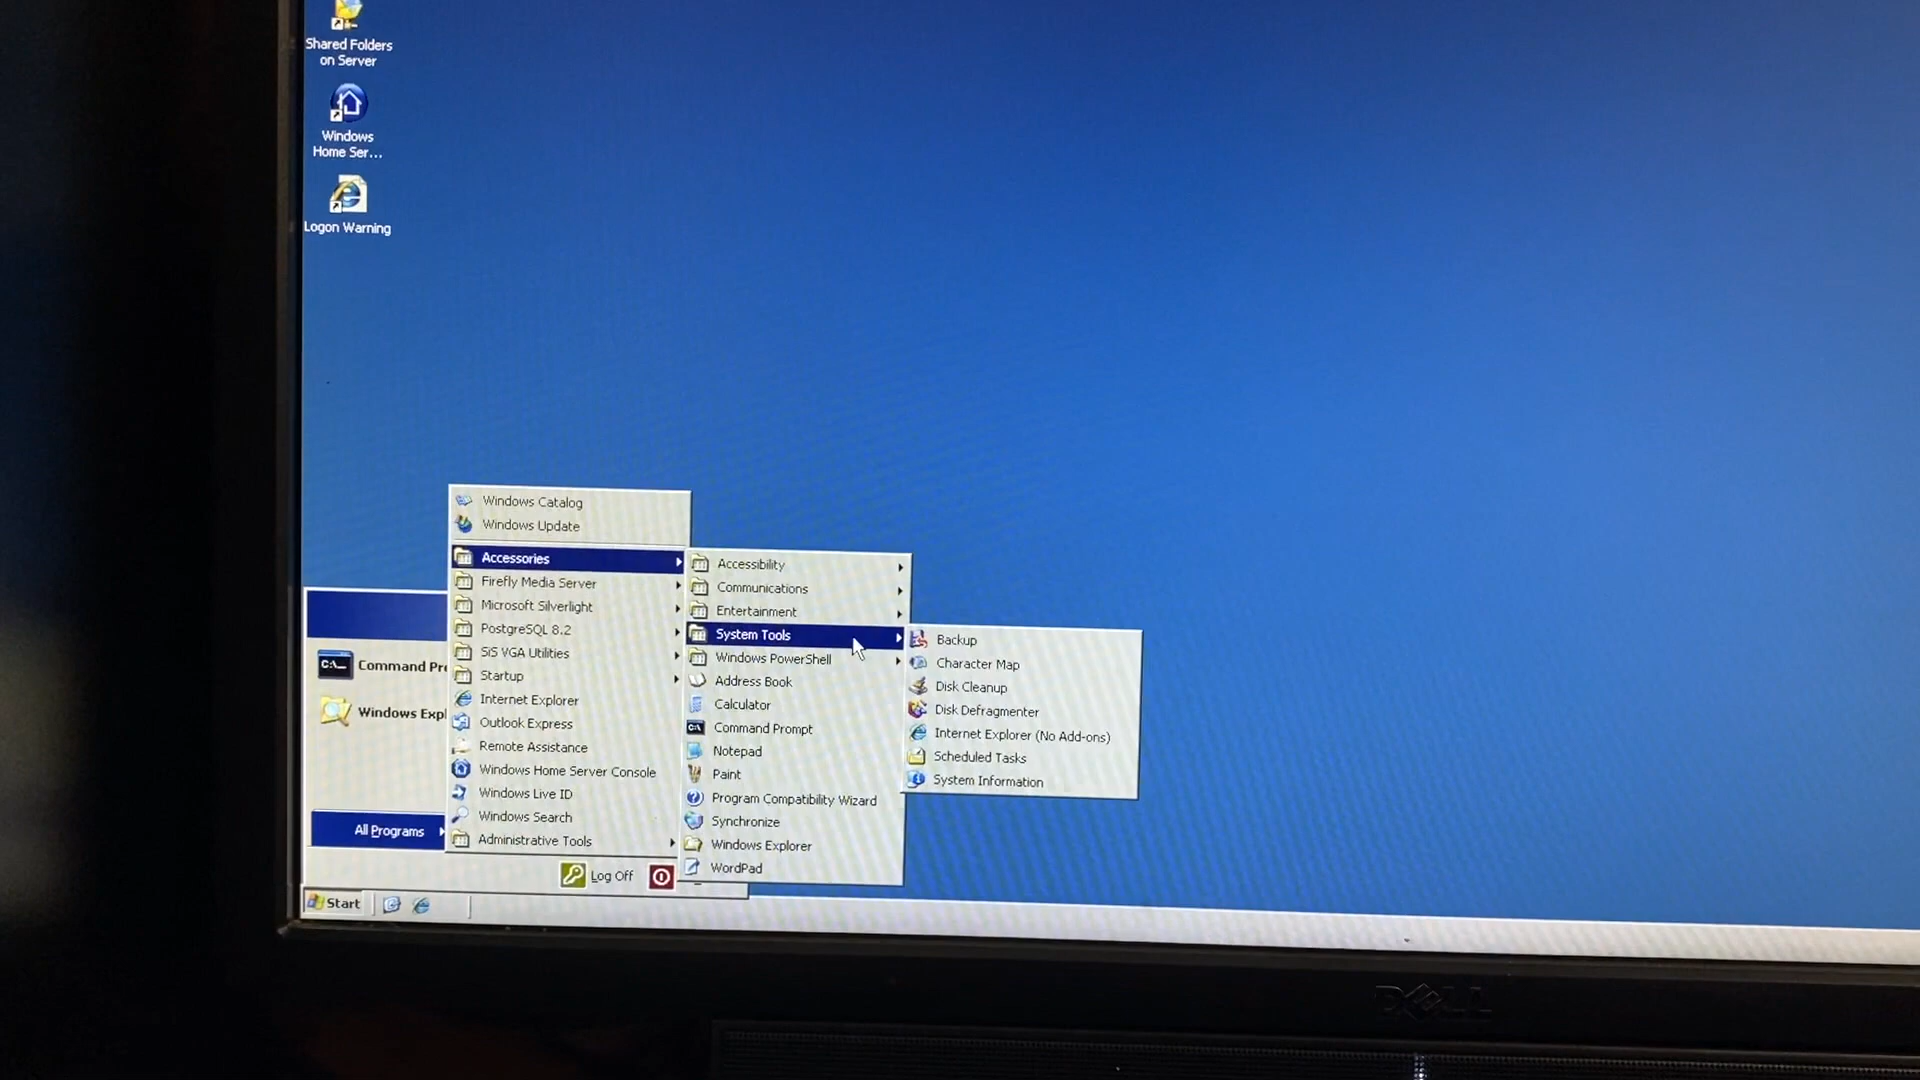 Shared Folders
on Server
Windows
Home Ser...
Logon Warning
Windows Catalog
Windows Update
Accessories
Firefly Media Server
Microsoft Silverlight
PostgreSQL 8.2
SiS VGA Utilities
Startup
Internet Explorer
Outlook Express
Remote Assistance
Windows Home Server Console
Windows Live ID
Windows Search
Administrative Tools
Accessibility
Communications
Entertainment
System Tools
Windows PowerShell
Address Book
Calculator
Command Prompt
Notepad
Paint
Program Compatibility Wizard
Synchronize
Windows Explorer
WordPad
Backup
Character Map
Disk Cleanup
Disk Defragmenter
Internet Explorer (No Add-ons)
Scheduled Tasks
System Information
Command Pr
Windows Expl
All Programs
Log Off
Start
DELL